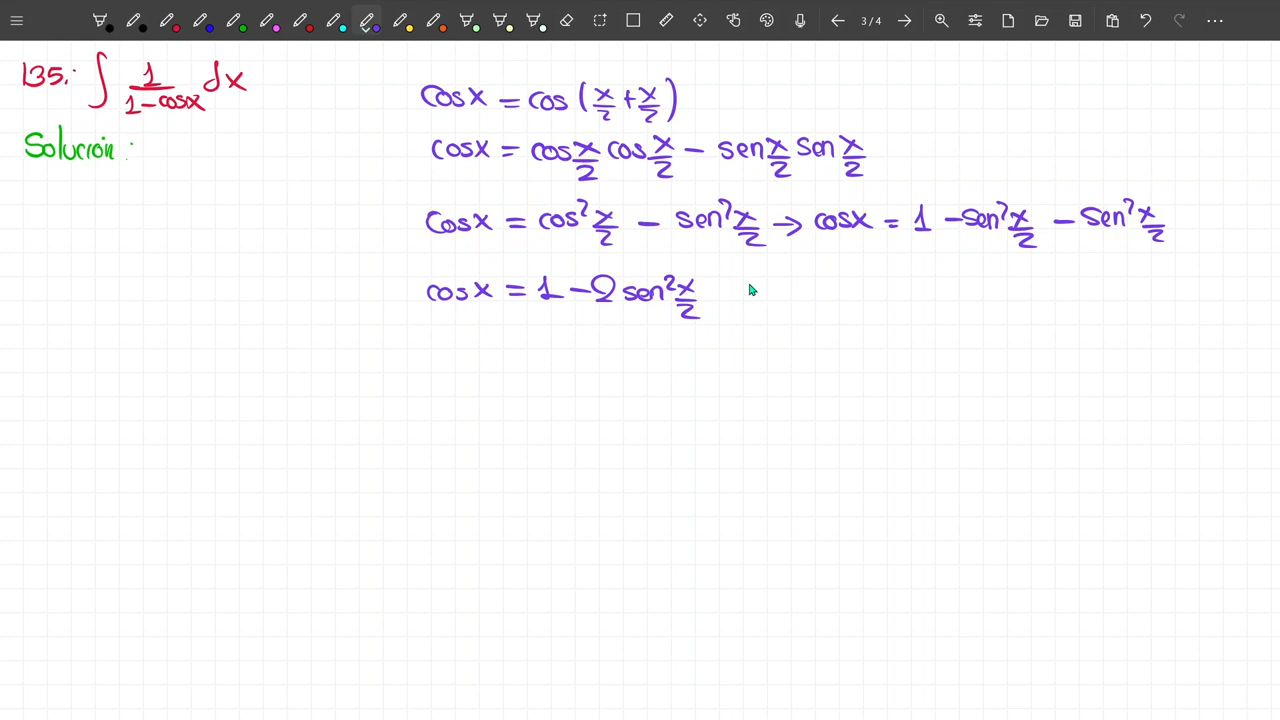 3/4
135.- ∫ 1/(1-cosx) dx
Solución:
cosx = cos (x/2 + x/2)
cosx = cos x/2 cos x/2 - sen x/2 sen x/2
cosx = cos² x/2 - sen² x/2 → cosx = 1 - sen² x/2 - sen² x/2
cosx = 1 - 2 sen² x/2